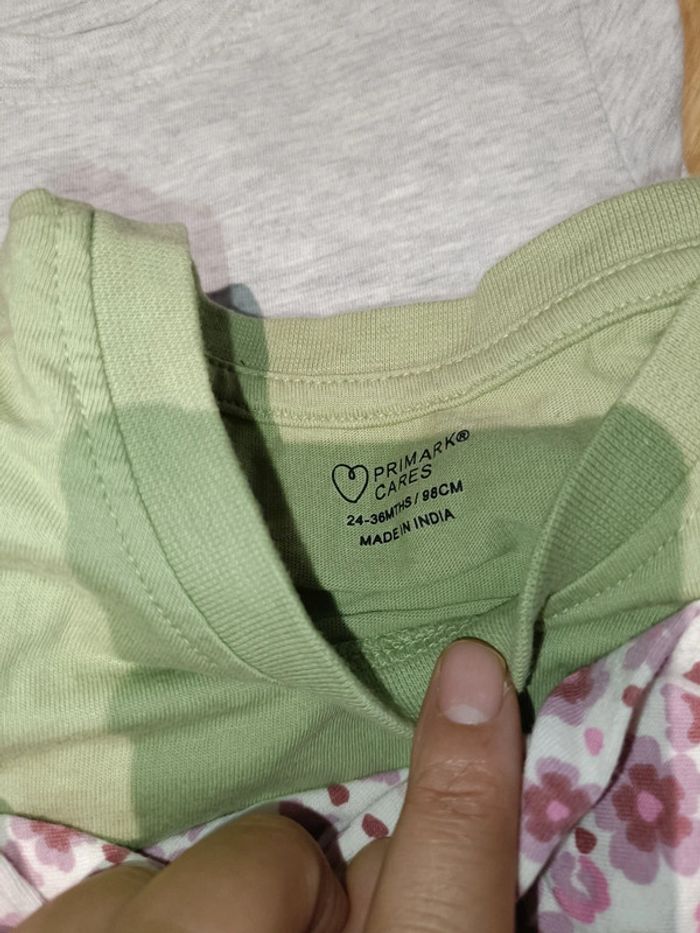 PRIMARK®
CARES
24-36MTHS / 98CM
MADE IN INDIA